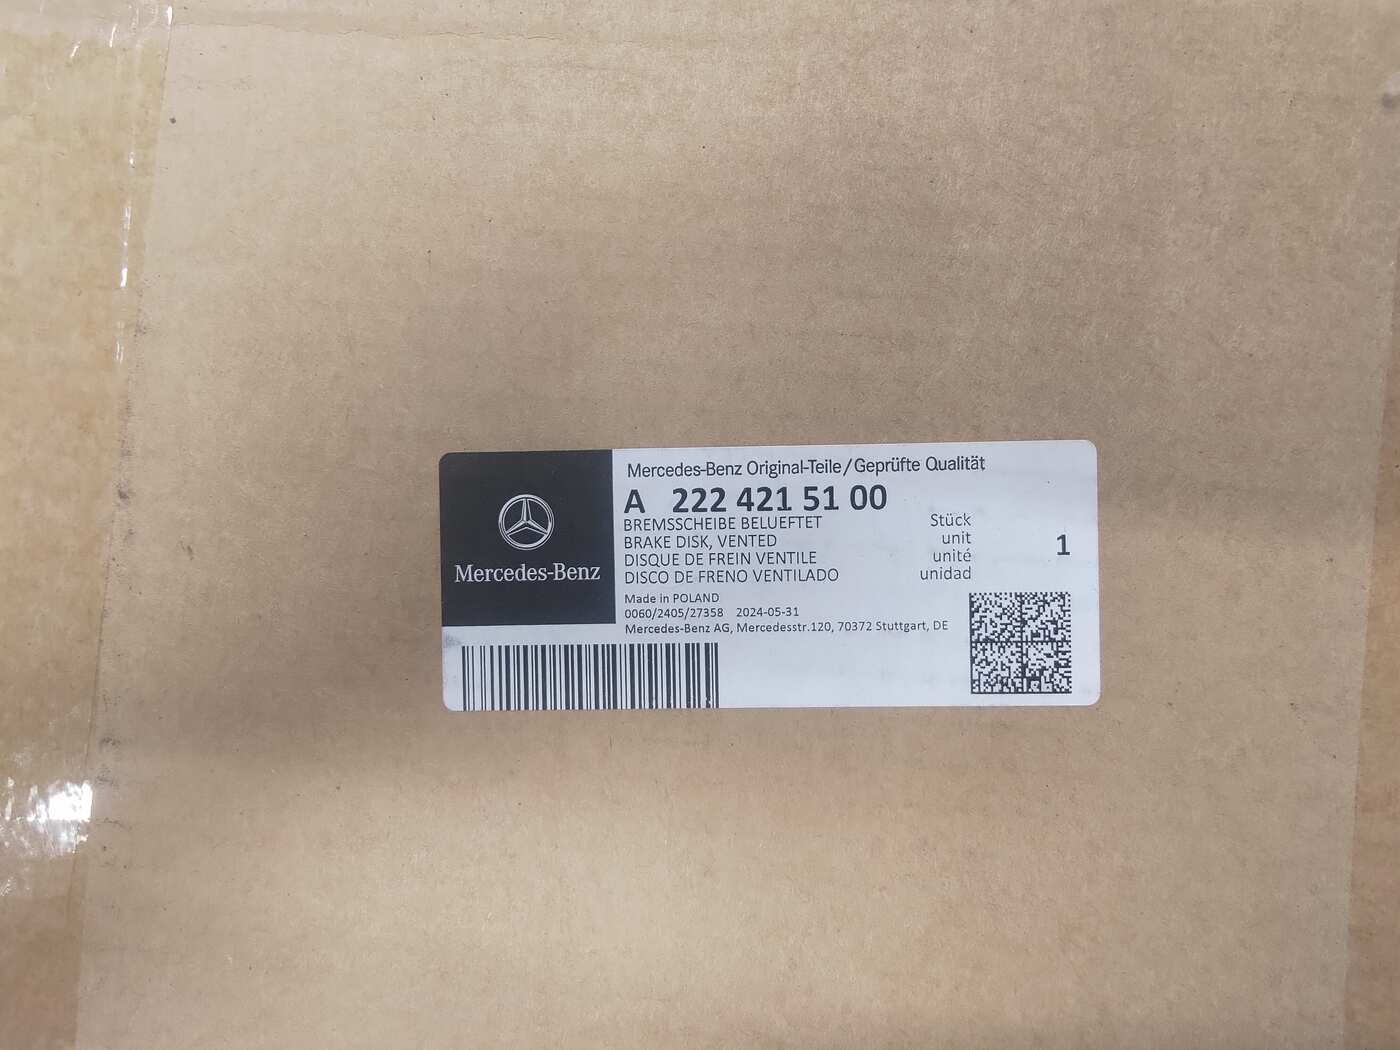 Mercedes-Benz Original-Teile/Geprüfte Qualität
A 222 421 51 00
BREMSSCHEIBE BELUEFTET Stück
BRAKE DISK, VENTED unit 1
DISQUE DE FREIN VENTILE unité
DISCO DE FRENO VENTILADO unidad
Mercedes-Benz
Made in POLAND
0060/2405/27358 2024-05-31
Mercedes-Benz AG, Mercedesstr.120, 70372 Stuttgart, DE